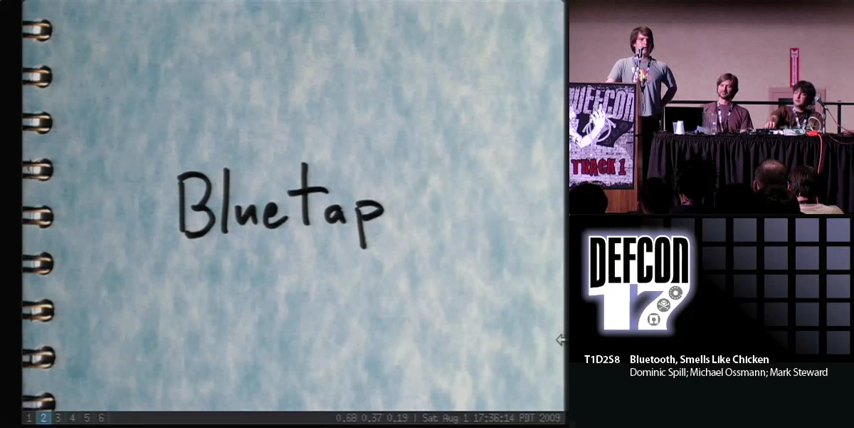 Bluetap
1 2 3 4 5 6
0.68 0.37 0.19 | Sat Aug 1 17:36:14 PDT 2009
DEFCON
TRACK 1
DEFCON
17
T1D2S8 Bluetooth, Smells Like Chicken
Dominic Spill; Michael Ossmann; Mark Steward